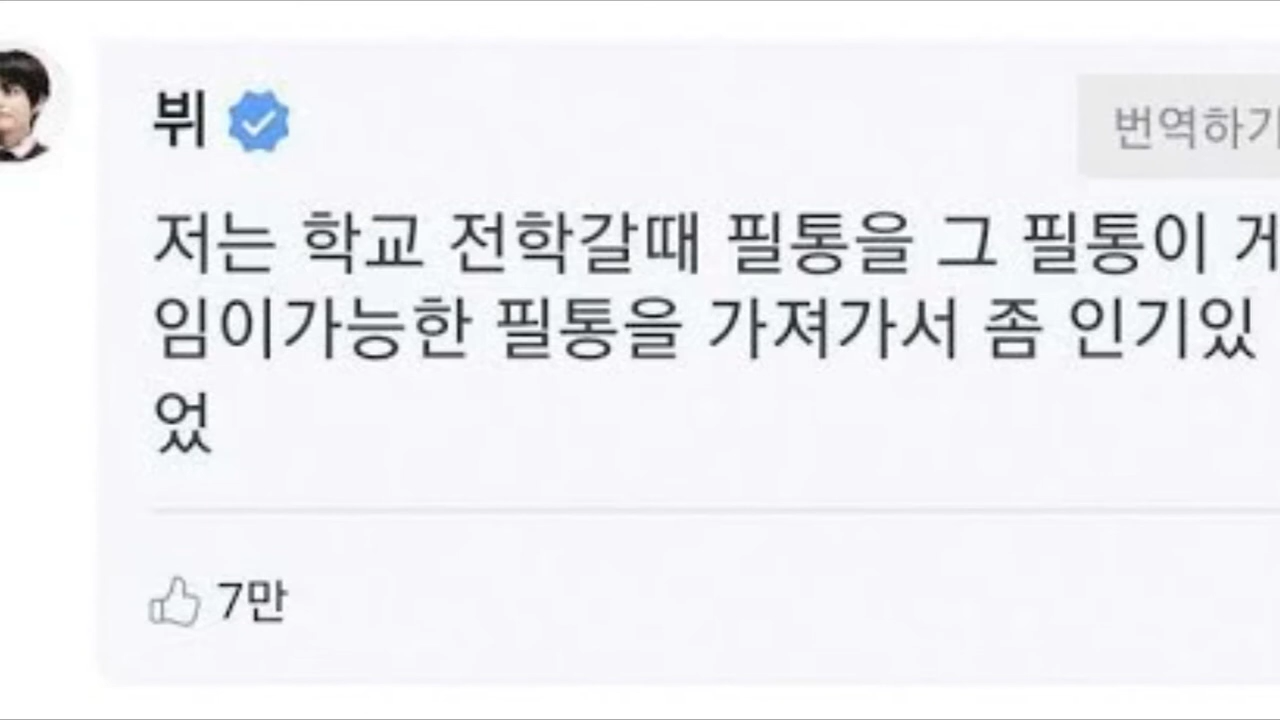 뷔
번역하기
저는 학교 전학갈때 필통을 그 필통이 게
임이가능한 필통을 가져가서 좀 인기있
었
7만